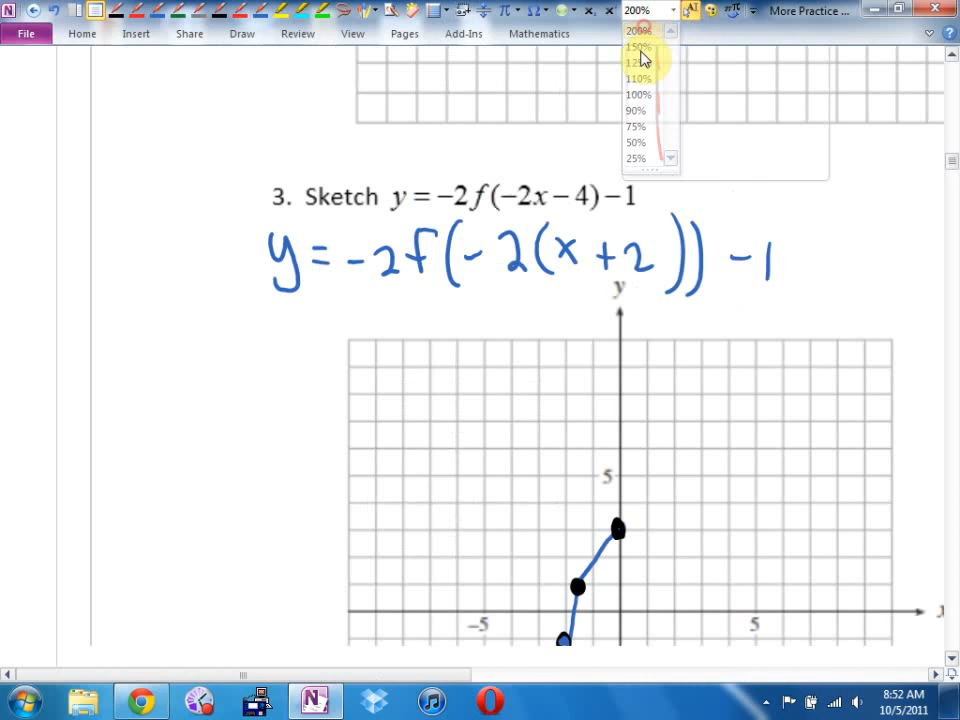 200% More Practice ...
File Home Insert Share Draw Review View Pages Add-Ins Mathematics
200%
150%
110%
100%
90%
75%
50%
25%
3. Sketch y = −2f(−2x − 4) − 1
y = -2f(-2(x+2)) -1
y
5
−5 5
8:52 AM
10/5/2011